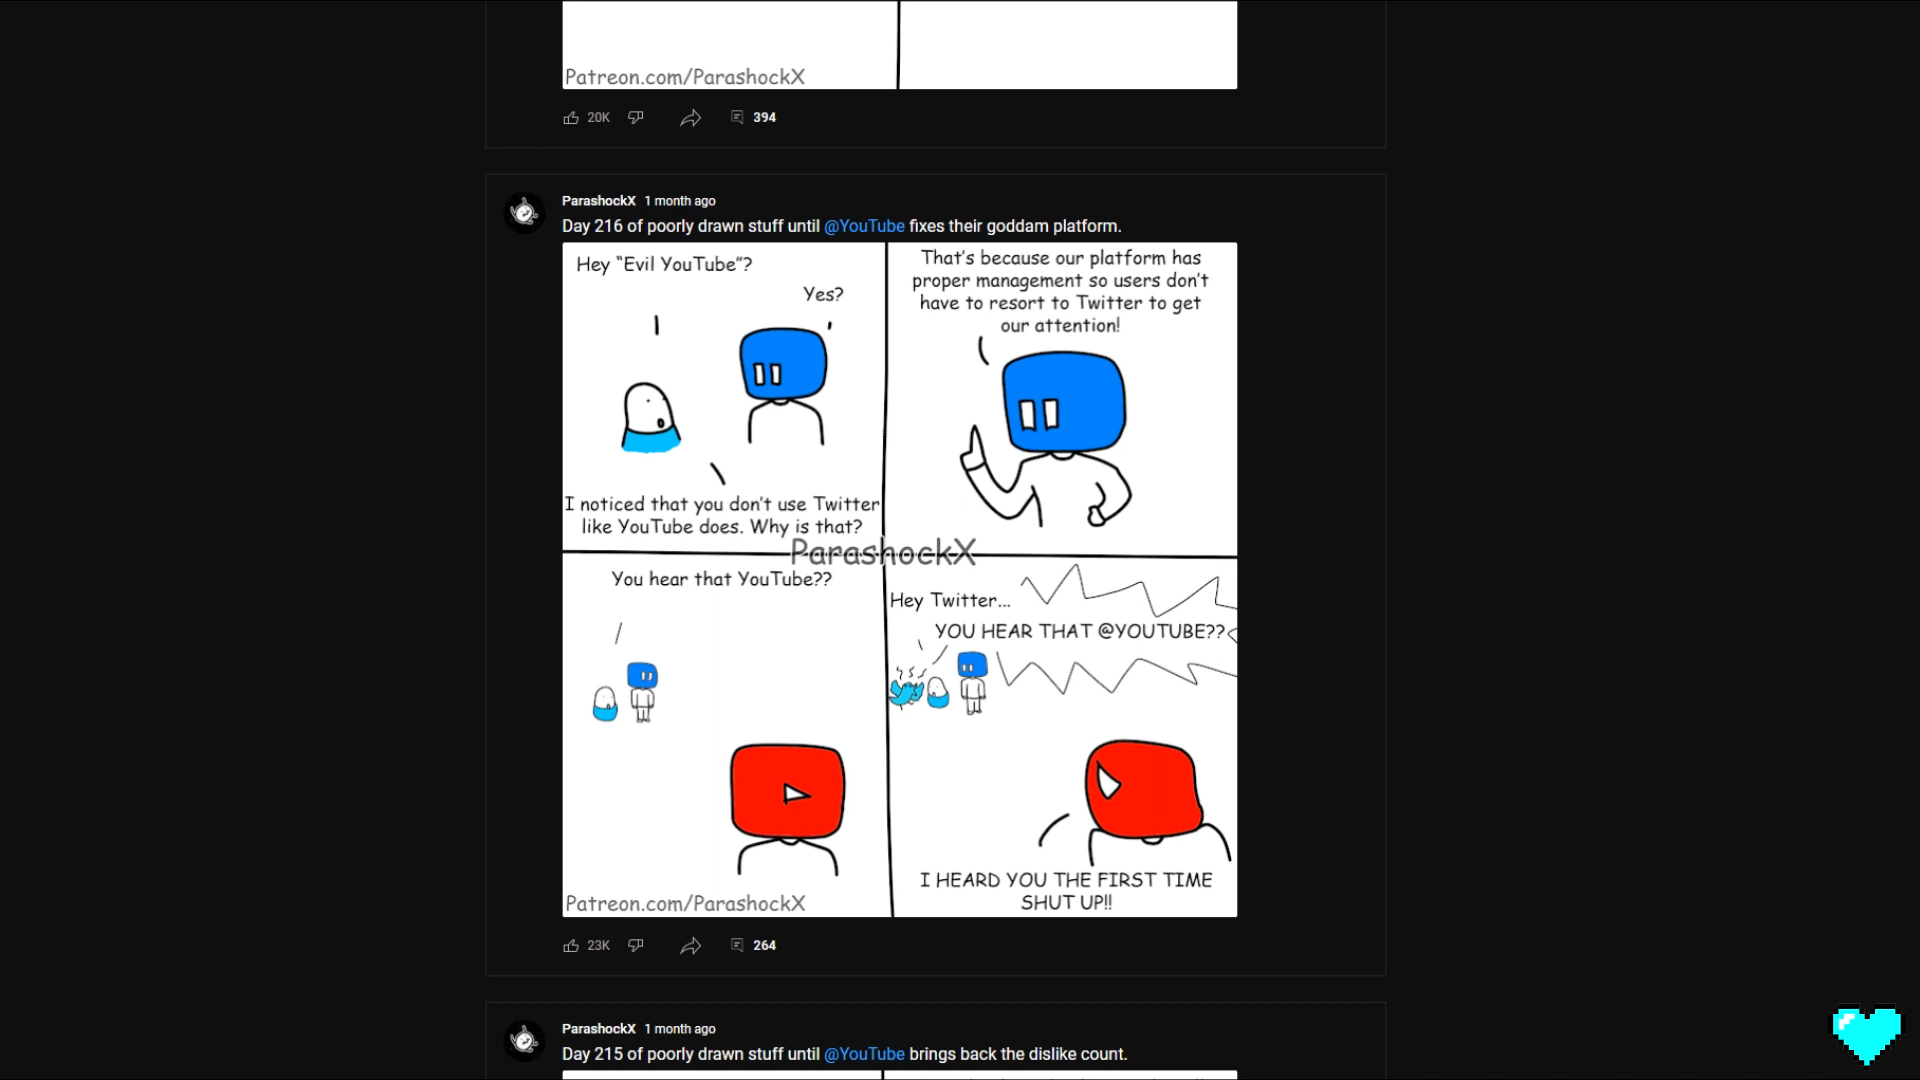 Patreon.com/ParashockX
20K
394
ParashockX 1 month ago
Day 216 of poorly drawn stuff until @YouTube fixes their goddam platform.
Hey “Evil YouTube”?
Yes?
I noticed that you don't use Twitter
like YouTube does. Why is that?
That's because our platform has
proper management so users don't
have to resort to Twitter to get
our attention!
ParashockX
You hear that YouTube??
Patreon.com/ParashockX
Hey Twitter...
YOU HEAR THAT @YOUTUBE??
I HEARD YOU THE FIRST TIME
SHUT UP!!
23K
264
ParashockX 1 month ago
Day 215 of poorly drawn stuff until @YouTube brings back the dislike count.